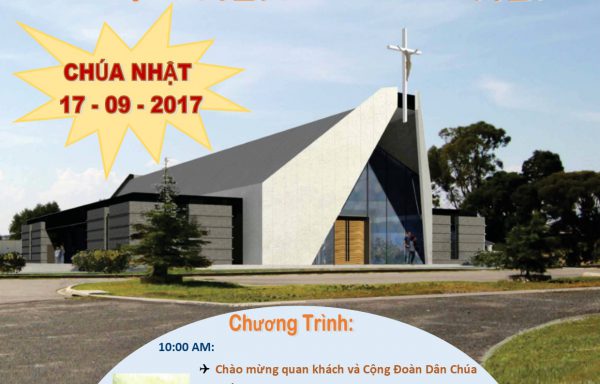 CHÚA NHẬT
17 - 09 - 2017
Chương Trình:
10:00 AM:
✈ Chào mừng quan khách và Cộng Đoàn Dân Chúa